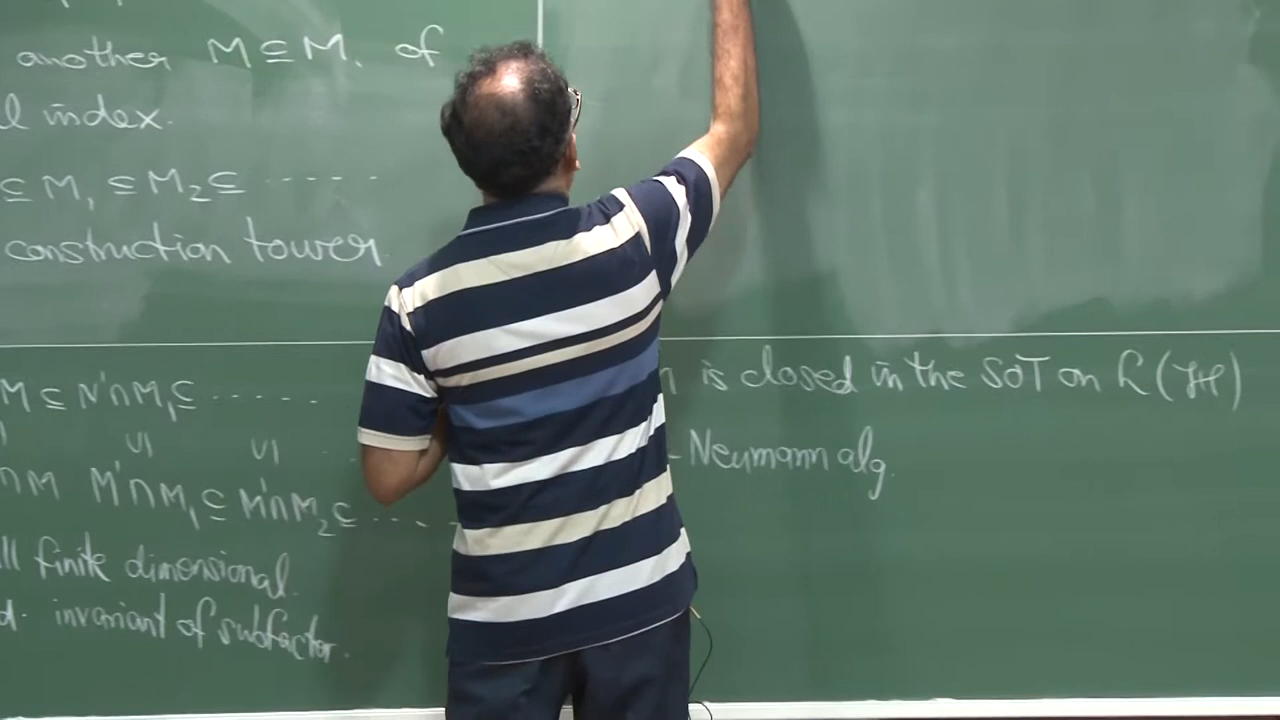 another M ⊆ M₁ of
l index.
⊆ M₁ ⊆ M₂ ⊆ ......
construction tower.
M ⊆ N'∩M₁ ⊆ ......
∪| ∪| ..
∩M M'∩M₁ ⊆ M'∩M₂ ⊆ ....
ll finite dimensional.
d. invariant of subfactor.
is closed in the SOT on L(H)
- Neumann alg.